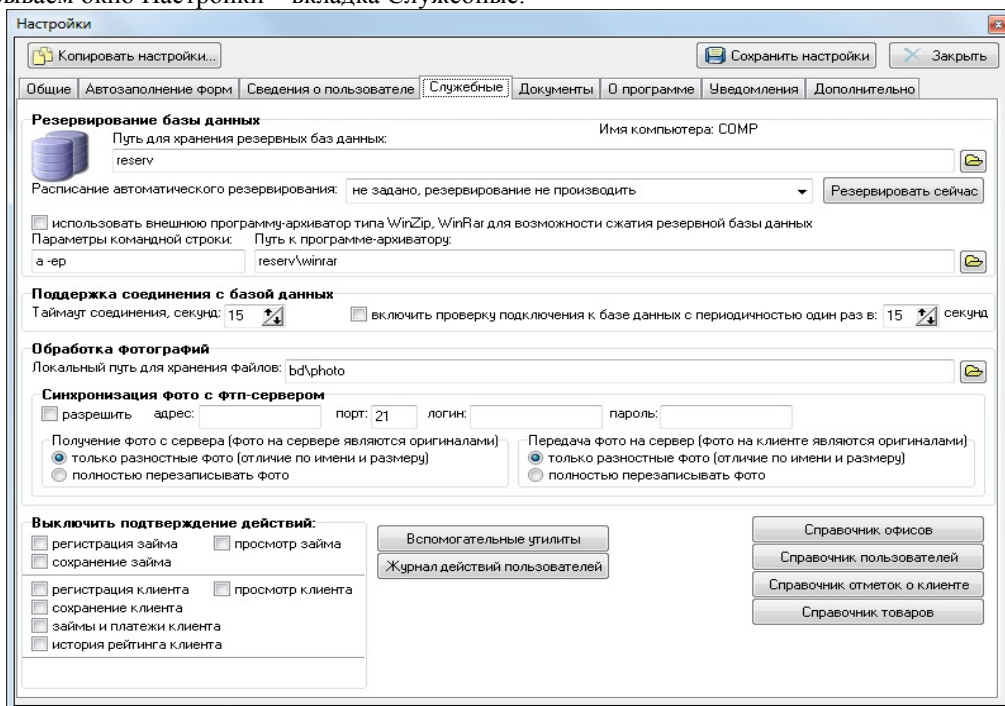 ваем окно Настройки – вкладка Служебные:
Настройки
Копировать настройки...
Сохранить настройки
Закрыть
Общие
Автозаполнение форм
Сведения о пользователе
Служебные
Документы
О программе
Уведомления
Дополнительно
Резервирование базы данных
Имя компьютера: COMP
Путь для хранения резервных баз данных:
reserv
Расписание автоматического резервирования: не задано, резервирование не производить
Резервировать сейчас
использовать внешнюю программу-архиватор типа WinZip, WinRar для возможности сжатия резервной базы данных
Параметры командной строки: Путь к программе-архиватору:
a -ep reserv\winrar
Поддержка соединения с базой данных
Таймаут соединения, секунд: 15 включить проверку подключения к базе данных с периодичностью один раз в: 15 секунд
Обработка фотографий
Локальный путь для хранения файлов: bd\photo
Синхронизация фото с фтп-сервером
разрешить адрес: порт: 21 логин: пароль:
Получение фото с сервера (фото на сервере являются оригиналами)
только разностные фото (отличие по имени и размеру)
полностью перезаписывать фото
Передача фото на сервер (фото на клиенте являются оригиналами)
только разностные фото (отличие по имени и размеру)
полностью перезаписывать фото
Выключить подтверждение действий:
регистрация займа просмотр займа
сохранение займа
регистрация клиента просмотр клиента
сохранение клиента
займы и платежи клиента
история рейтинга клиента
Вспомогательные утилиты
Журнал действий пользователей
Справочник офисов
Справочник пользователей
Справочник отметок о клиенте
Справочник товаров